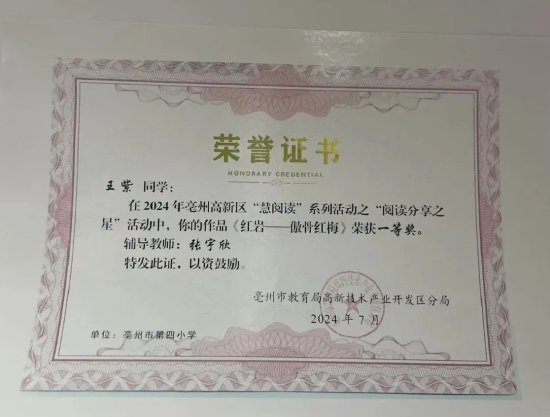 荣誉证书
HONORARY CREDENTIAL
王紫 同学：
在2024年亳州高新区“慧阅读”系列活动之“阅读分享之
星”活动中，你的作品《红岩——傲骨红梅》荣获一等奖。
辅导教师：张宇欣
特发此证，以资鼓励。
亳州市教育局高新技术产业开发区分局
2024年7月
单位：亳州市第四小学